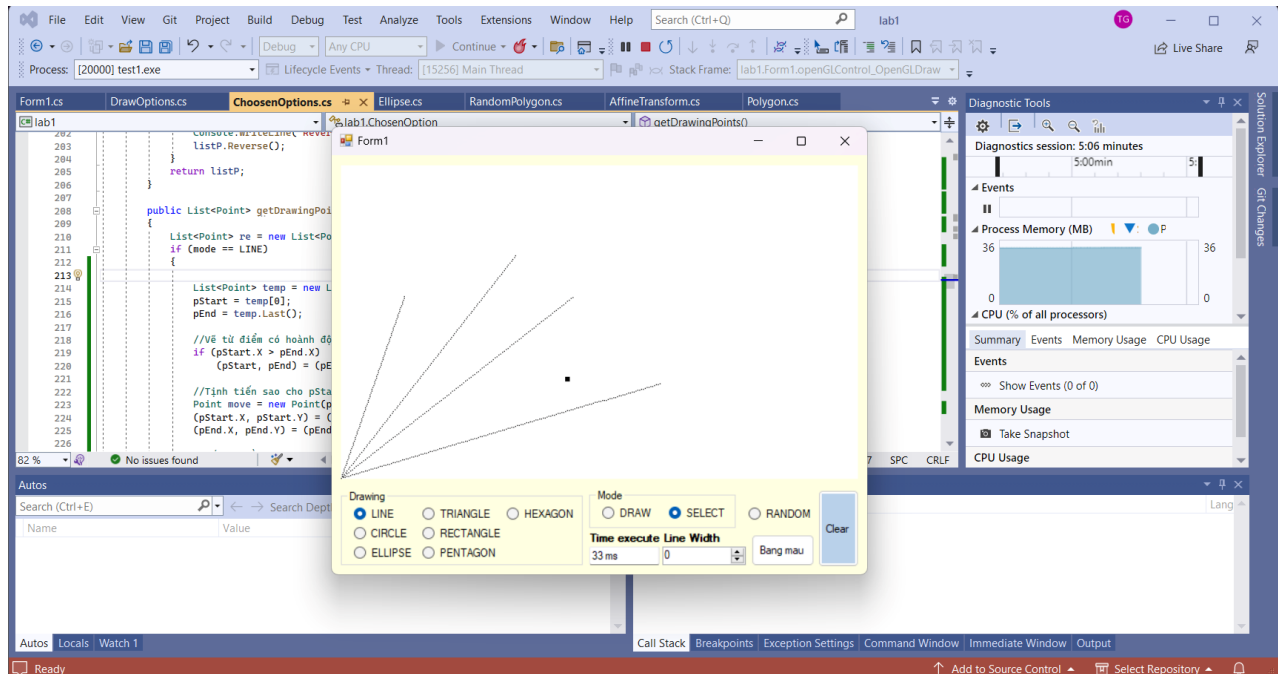 File Edit View Git Project Build Debug Test Analyze Tools Extensions Window Help Search (Ctrl+Q) lab1 TG
Debug Any CPU Continue Live Share
Process: [20000] test1.exe Lifecycle Events Thread: [15256] Main Thread Stack Frame: lab1.Form1.openGLControl_OpenGLDraw
Form1.cs DrawOptions.cs ChoosenOptions.cs Ellipse.cs RandomPolygon.cs AffineTransform.cs Polygon.cs
lab1 lab1.ChosenOption getDrawingPoints()
202 Console.WriteLine("Rever
203 listP.Reverse();
204 }
205 return listP;
206 }
207
208 public List<Point> getDrawingPoi
209 {
210 List<Point> re = new List<Po
211 if (mode == LINE)
212 {
213
214 List<Point> temp = new L
215 pStart = temp[0];
216 pEnd = temp.Last();
217
218 //Vẽ từ điểm có hoành độ
219 if (pStart.X > pEnd.X)
220 (pStart, pEnd) = (pE
221
222 //Tịnh tiến sao cho pSta
223 Point move = new Point(p
224 (pStart.X, pStart.Y) = (
225 (pEnd.X, pEnd.Y) = (pEnd
226
82 % No issues found 7 SPC CRLF
Form1
Drawing
LINE TRIANGLE HEXAGON
CIRCLE RECTANGLE
ELLIPSE PENTAGON
Mode
DRAW SELECT RANDOM
Time execute Line Width
33 ms 0 Bang mau
Clear
Diagnostic Tools
Diagnostics session: 5:06 minutes
5:00min 5:
Events
Process Memory (MB) P
36 36
0 0
CPU (% of all processors)
Summary Events Memory Usage CPU Usage
Events
Show Events (0 of 0)
Memory Usage
Take Snapshot
CPU Usage
Solution Explorer
Git Changes
Autos
Search (Ctrl+E) Search Dept
Name Value
Lang
Autos Locals Watch 1
Call Stack Breakpoints Exception Settings Command Window Immediate Window Output
Ready Add to Source Control Select Repository